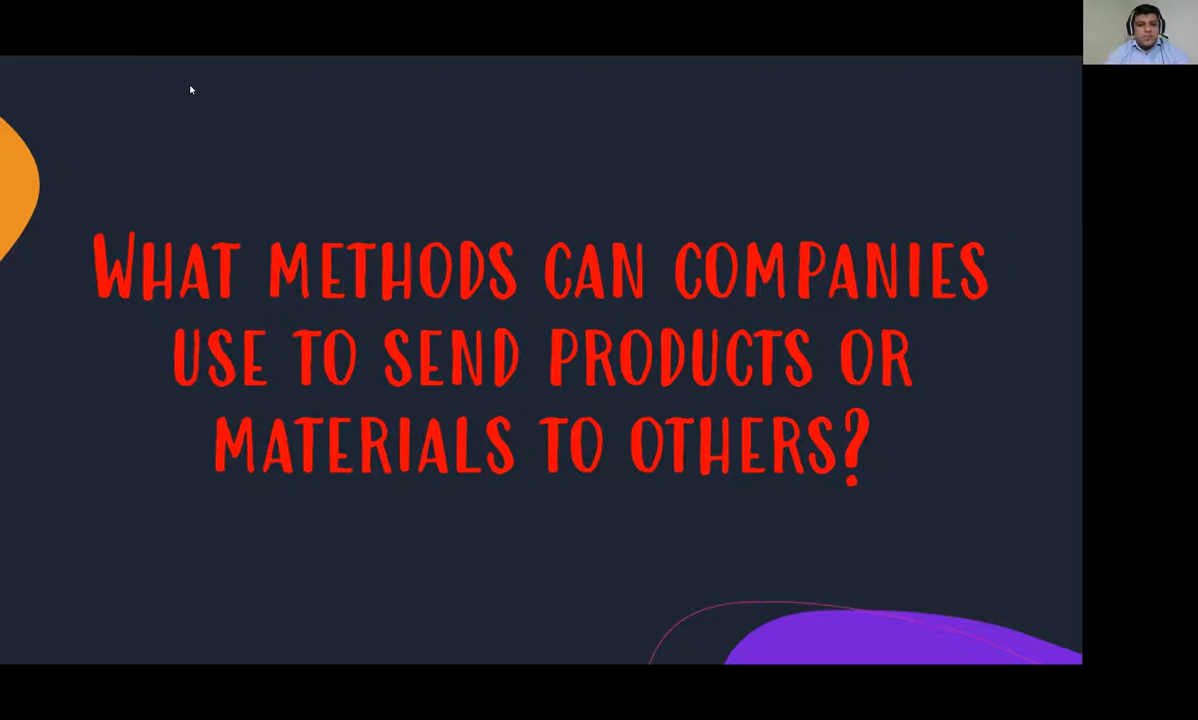 What methods can companies
use to send products or
materials to others?